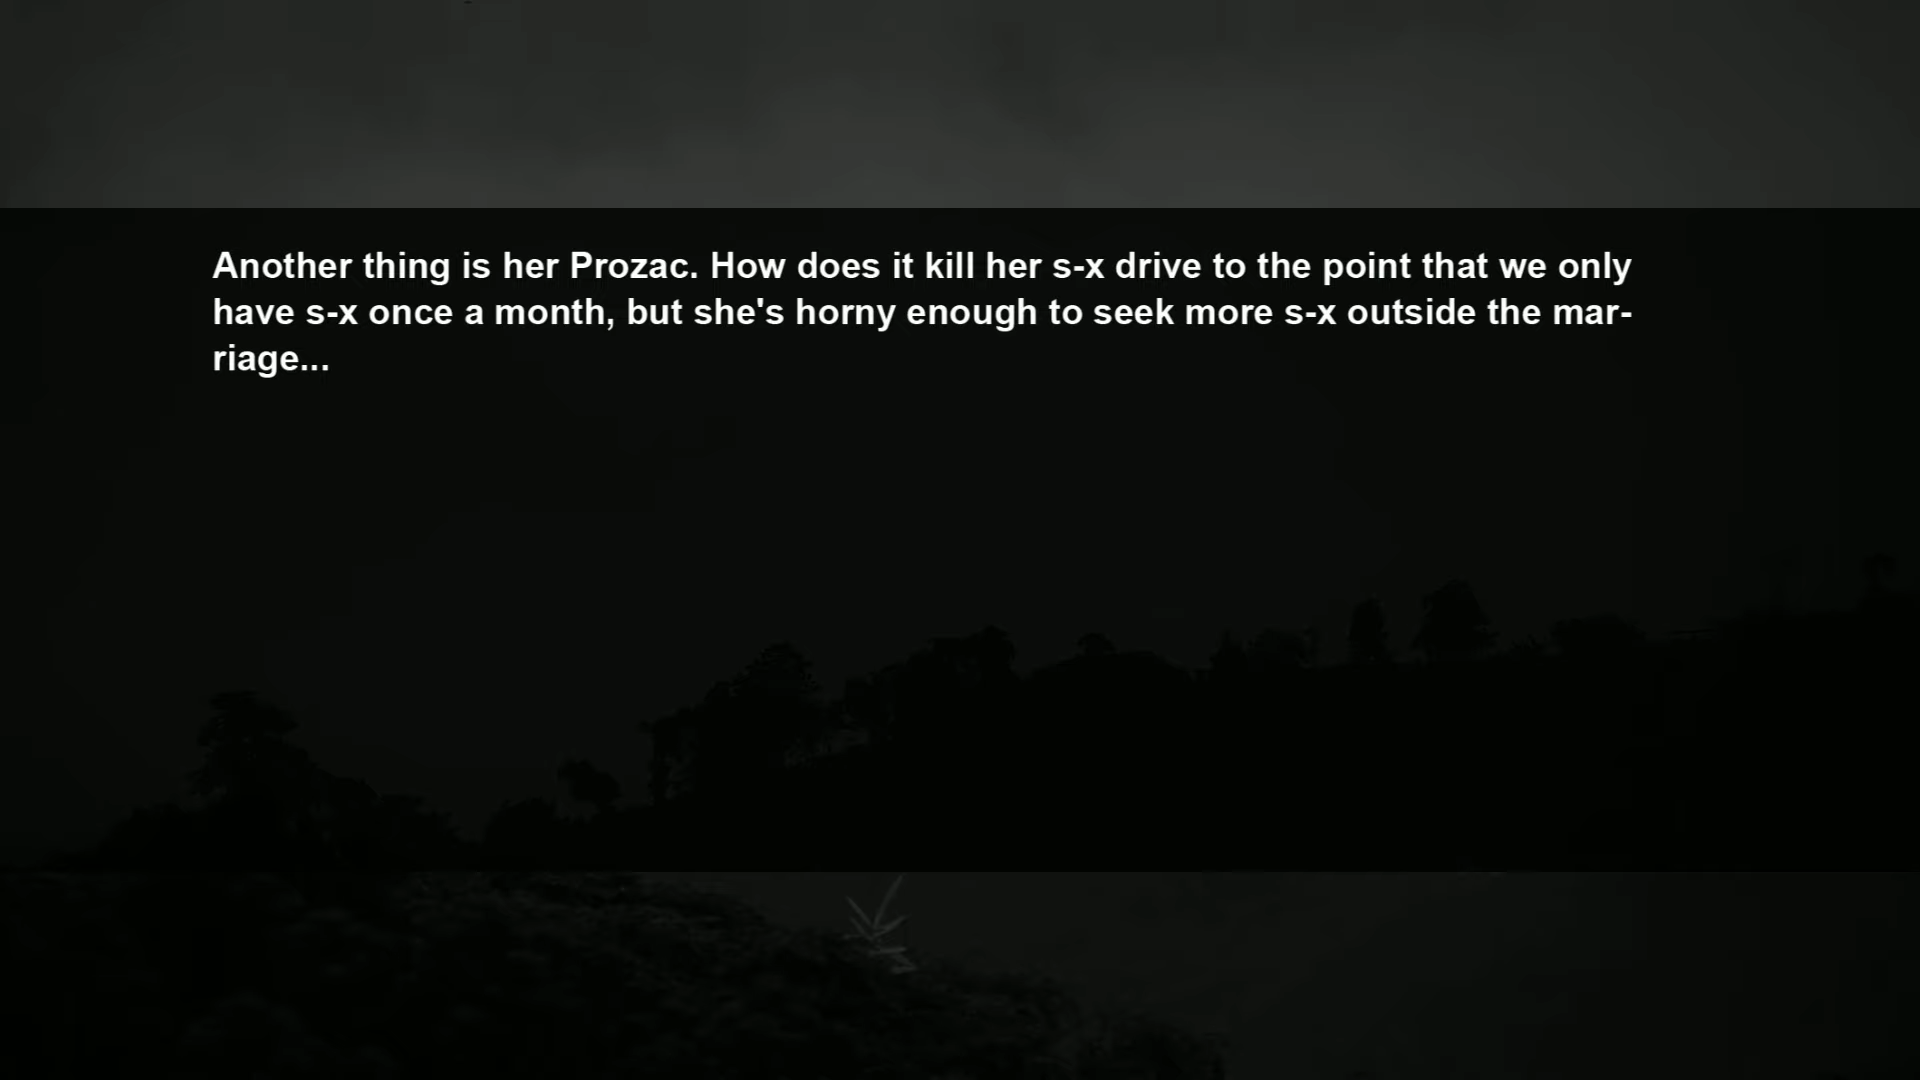 Another thing is her Prozac. How does it kill her s-x drive to the point that we only
have s-x once a month, but she's horny enough to seek more s-x outside the mar-
riage...